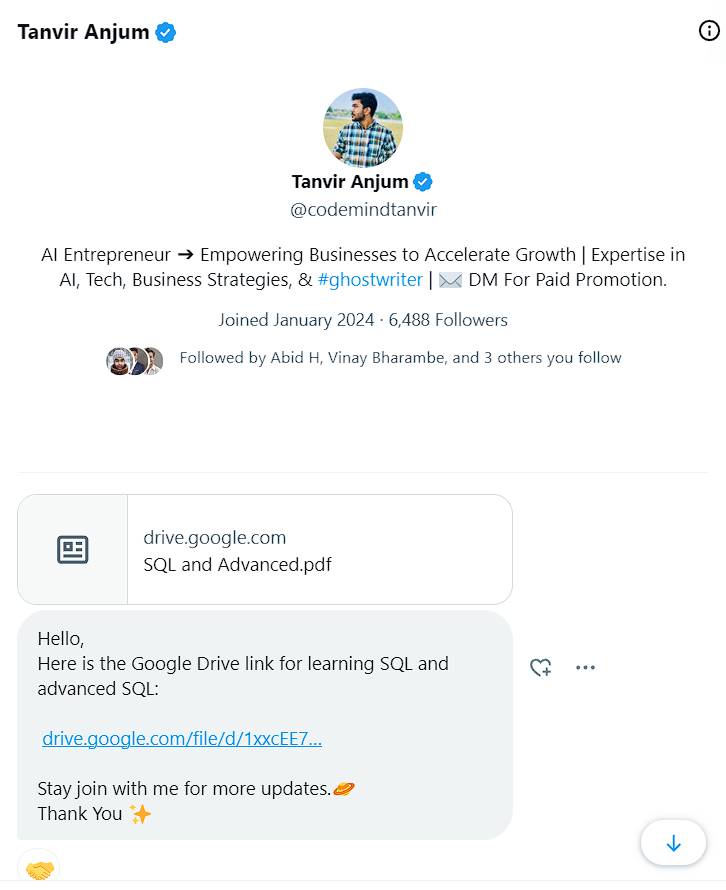 Tanvir Anjum
Tanvir Anjum
@codemindtanvir
AI Entrepreneur ➔ Empowering Businesses to Accelerate Growth | Expertise in
AI, Tech, Business Strategies, & #ghostwriter | ✉️ DM For Paid Promotion.
Joined January 2024 · 6,488 Followers
Followed by Abid H, Vinay Bharambe, and 3 others you follow
drive.google.com
SQL and Advanced.pdf
Hello,
Here is the Google Drive link for learning SQL and
advanced SQL:
drive.google.com/file/d/1xxcEE7...
Stay join with me for more updates.🪐
Thank You ✨